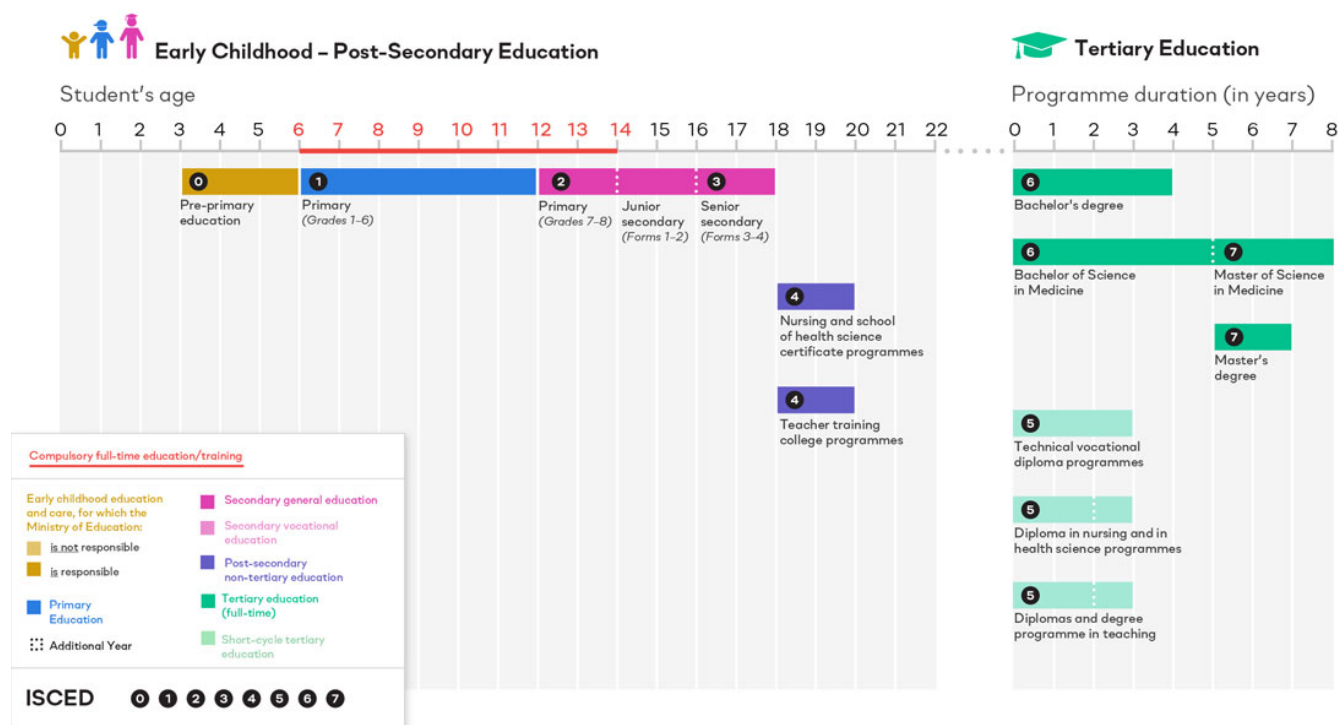 Early Childhood – Post-Secondary Education
Student's age
0 1 2 3 4 5 6 7 8 9 10 11 12 13 14 15 16 17 18 19 20 21 22
0
Pre-primary
education
1
Primary
(Grades 1–6)
2
Primary
(Grades 7–8)
Junior
secondary
(Forms 1–2)
3
Senior
secondary
(Forms 3–4)
4
Nursing and school
of health science
certificate programmes
4
Teacher training
college programmes
Tertiary Education
Programme duration (in years)
0 1 2 3 4 5 6 7 8
6
Bachelor's degree
6
Bachelor of Science
in Medicine
7
Master of Science
in Medicine
7
Master's
degree
5
Technical vocational
diploma programmes
5
Diploma in nursing and in
health science programmes
5
Diplomas and degree
programme in teaching
Compulsory full-time education/training
Early childhood education
and care, for which the
Ministry of Education:
is not responsible
is responsible
Primary
Education
Additional Year
Secondary general education
Secondary vocational
education
Post-secondary
non-tertiary education
Tertiary education
(full-time)
Short-cycle tertiary
education
ISCED 0 1 2 3 4 5 6 7